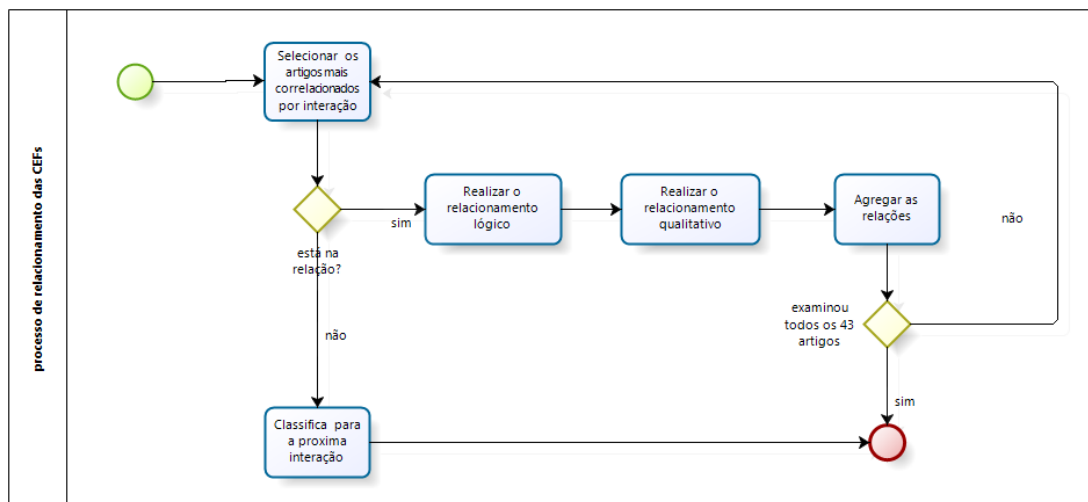 processo de relacionamento das CEFs
Selecionar os
artigos mais
correlacionados
por interação
está na
relação?
sim
Realizar o
relacionamento
lógico
Realizar o
relacionamento
qualitativo
Agregar as
relações
não
examinou
todos os 43
artigos
não
sim
Classifica para
a proxima
interação